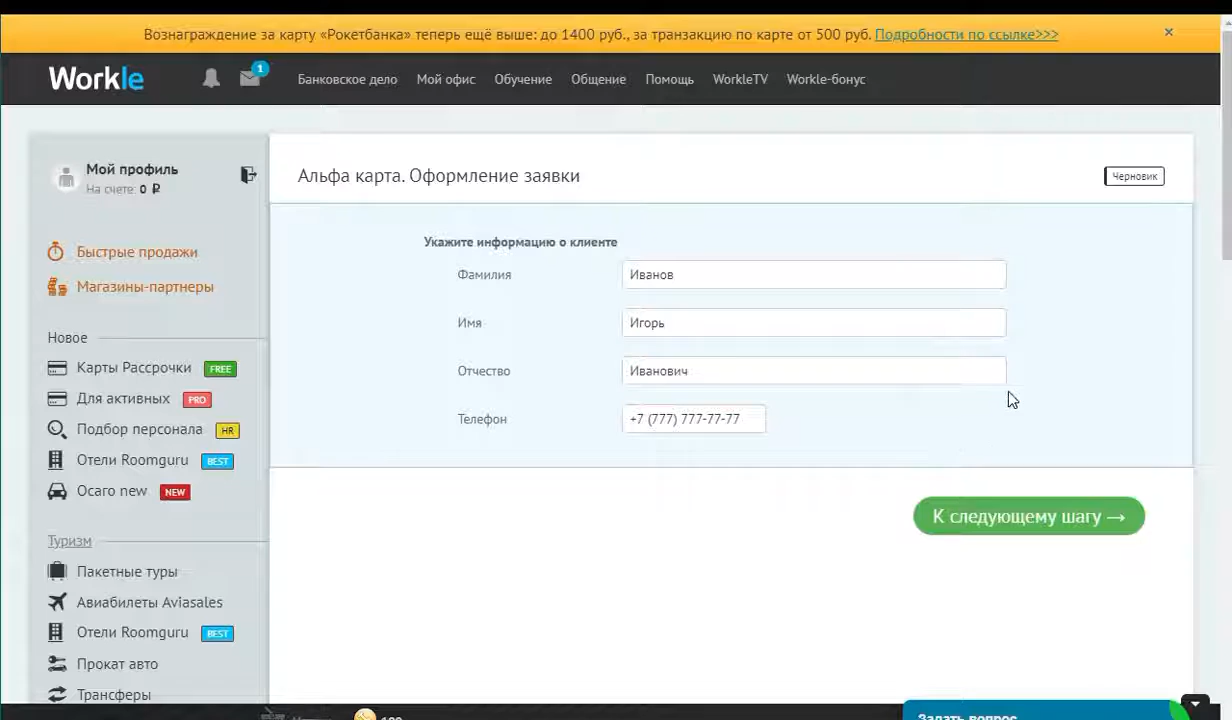 Вознаграждение за карту «Рокетбанка» теперь ещё выше: до 1400 руб., за транзакцию по карте от 500 руб. Подробности по ссылке>>>
Workle 1 Банковское дело Мой офис Обучение Общение Помощь WorkleTV Workle-бонус
Мой профиль
На счете: 0 ₽
Быстрые продажи
Магазины-партнеры
Новое
Карты Рассрочки FREE
Для активных PRO
Подбор персонала HR
Отели Roomguru BEST
Осаго new NEW
Туризм
Пакетные туры
Авиабилеты Aviasales
Отели Roomguru BEST
Прокат авто
Трансферы
Альфа карта. Оформление заявки
Черновик
Укажите информацию о клиенте
Фамилия Иванов
Имя Игорь
Отчество Иванович
Телефон +7 (777) 777-77-77
К следующему шагу →
Задать вопрос